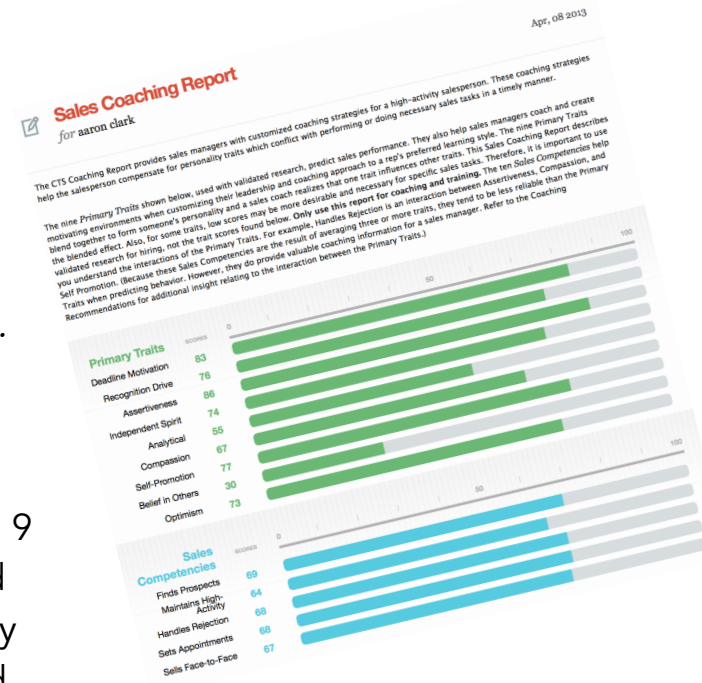 Apr, 08 2013
Sales Coaching Report
for aaron clark
The CTS Coaching Report provides sales managers with customized coaching strategies for a high-activity salesperson. These coaching strategies
help the salesperson compensate for personality traits which conflict with performing or doing necessary sales tasks in a timely manner.
The nine Primary Traits shown below, used with validated research, predict sales performance. They also help sales managers coach and create
motivating environments when customizing their leadership and coaching approach to a rep's preferred learning style. The nine Primary Traits
blend together to form someone's personality and a sales coach realizes that one trait influences other traits. This Sales Coaching Report describes
the blended effect. Also, for some traits, low scores may be more desirable and necessary for specific sales tasks. Therefore, it is important to use
validated research for hiring, not the trait scores found below. Only use this report for coaching and training. The ten Sales Competencies help
you understand the interactions of the Primary Traits. For example, Handles Rejection is an interaction between Assertiveness, Compassion, and
Self Promotion. (Because these Sales Competencies are the result of averaging three or more traits, they tend to be less reliable than the Primary
Traits when predicting behavior. However, they do provide valuable coaching information for a sales manager. Refer to the Coaching
Recommendations for additional insight relating to the interaction between the Primary Traits.)
Primary Traits SCORES 0 50 100
Deadline Motivation 83
Recognition Drive 76
Assertiveness 86
Independent Spirit 74
Analytical 55
Compassion 67
Self-Promotion 77
Belief in Others 30
Optimism 73
Sales
Competencies SCORES 0 50 100
Finds Prospects 69
Maintains High-
Activity 64
Handles Rejection 68
Sets Appointments 68
Sells Face-to-Face 67
.
9
d
y